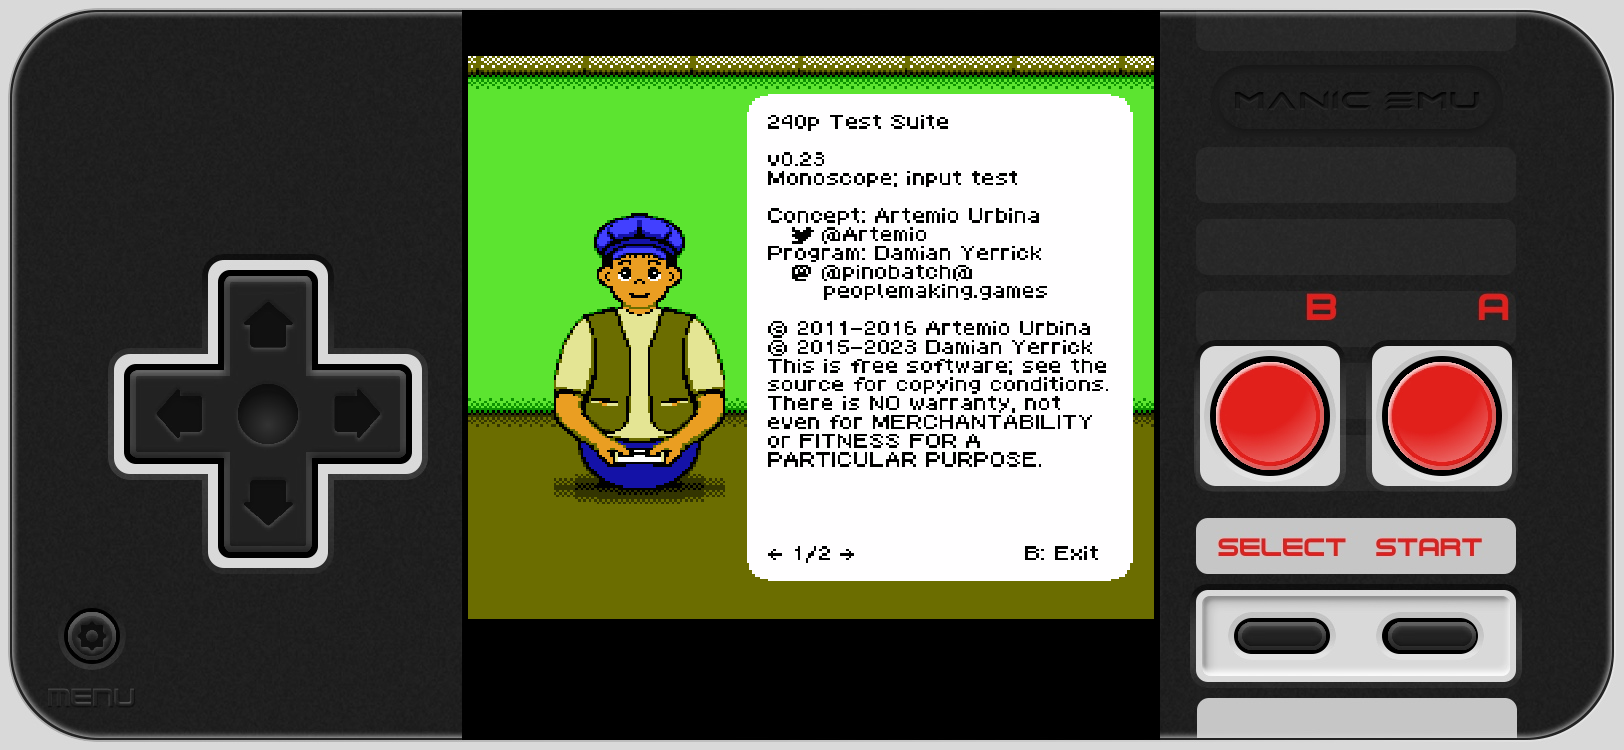 MANIC EMU
240p Test Suite
v0.23
Monoscope; input test
Concept: Artemio Urbina
@Artemio
Program: Damian Yerrick
@pinobatch@
peoplemaking.games
© 2011–2016 Artemio Urbina
© 2015–2023 Damian Yerrick
This is free software; see the
source for copying conditions.
There is NO warranty, not
even for MERCHANTABILITY
or FITNESS FOR A
PARTICULAR PURPOSE.
← 1/2 → B: Exit
B A
SELECT START
MENU